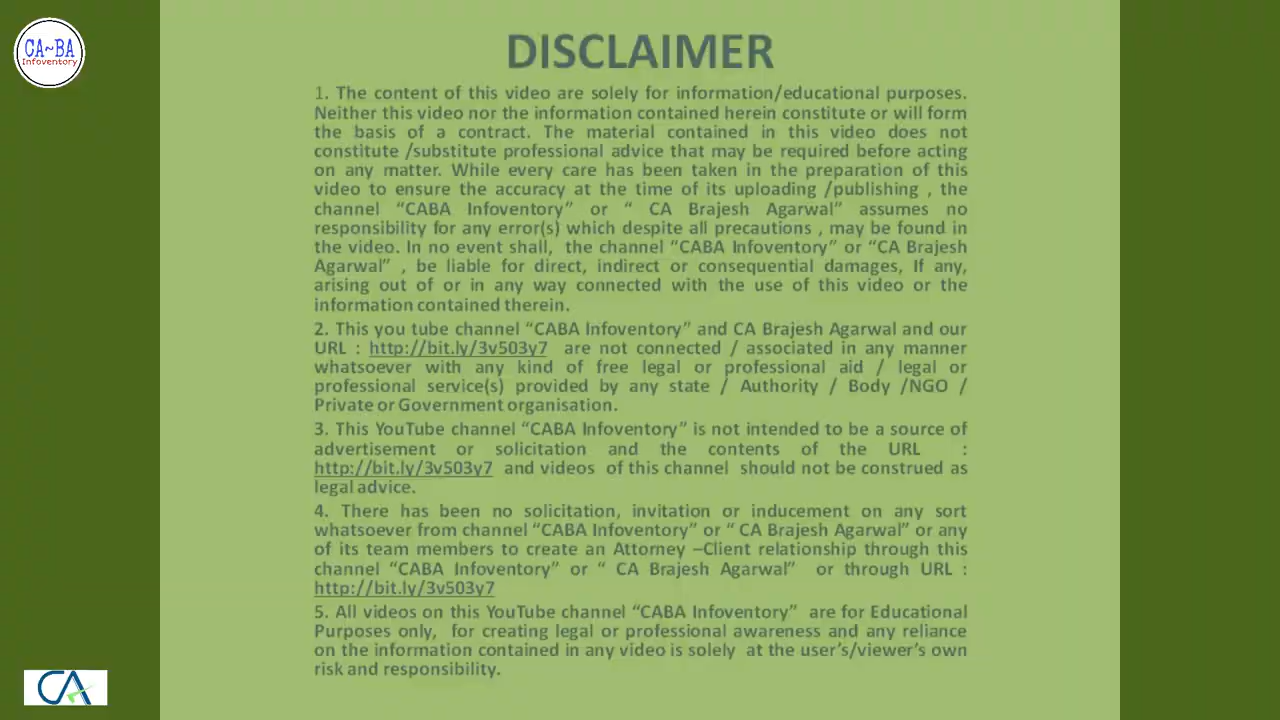 CA~BA
Infoventory
DISCLAIMER
1. The content of this video are solely for information/educational purposes.
Neither this video nor the information contained herein constitute or will form
the basis of a contract. The material contained in this video does not
constitute /substitute professional advice that may be required before acting
on any matter. While every care has been taken in the preparation of this
video to ensure the accuracy at the time of its uploading /publishing , the
channel “CABA Infoventory” or “ CA Brajesh Agarwal” assumes no
responsibility for any error(s) which despite all precautions , may be found in
the video. In no event shall, the channel “CABA Infoventory” or “CA Brajesh
Agarwal” , be liable for direct, indirect or consequential damages, If any,
arising out of or in any way connected with the use of this video or the
information contained therein.
2. This you tube channel “CABA Infoventory” and CA Brajesh Agarwal and our
URL : http://bit.ly/3v503y7 are not connected / associated in any manner
whatsoever with any kind of free legal or professional aid / legal or
professional service(s) provided by any state / Authority / Body /NGO /
Private or Government organisation.
3. This YouTube channel “CABA Infoventory” is not intended to be a source of
advertisement or solicitation and the contents of the URL :
http://bit.ly/3v503y7 and videos of this channel should not be construed as
legal advice.
4. There has been no solicitation, invitation or inducement on any sort
whatsoever from channel “CABA Infoventory” or “ CA Brajesh Agarwal” or any
of its team members to create an Attorney –Client relationship through this
channel “CABA Infoventory” or “ CA Brajesh Agarwal” or through URL :
http://bit.ly/3v503y7
5. All videos on this YouTube channel “CABA Infoventory” are for Educational
Purposes only, for creating legal or professional awareness and any reliance
on the information contained in any video is solely at the user’s/viewer’s own
risk and responsibility.
CA